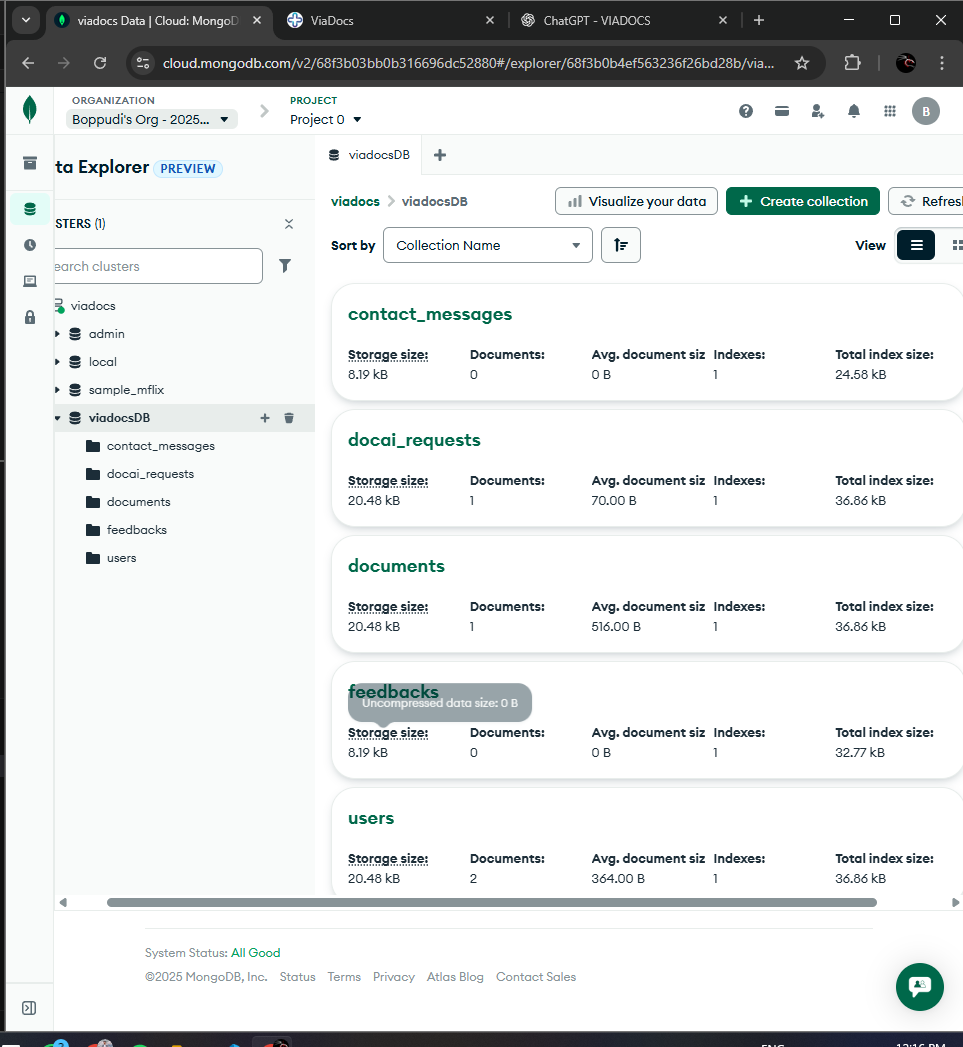 viadocs Data | Cloud: MongoD
ViaDocs
ChatGPT - VIADOCS
cloud.mongodb.com/v2/68f3b03bb0b316696dc52880#/explorer/68f3b0b4ef563236f26bd28b/via...
ORGANIZATION
Boppudi's Org - 2025...
PROJECT
Project 0
B
ta Explorer PREVIEW
STERS (1)
earch clusters
viadocs
admin
local
sample_mflix
viadocsDB
contact_messages
docai_requests
documents
feedbacks
users
viadocsDB
viadocs > viadocsDB
Visualize your data
Create collection
Refresl
Sort by
Collection Name
View
contact_messages
Storage size: Documents: Avg. document siz Indexes: Total index size:
8.19 kB 0 0 B 1 24.58 kB
docai_requests
Storage size: Documents: Avg. document siz Indexes: Total index size:
20.48 kB 1 70.00 B 1 36.86 kB
documents
Storage size: Documents: Avg. document siz Indexes: Total index size:
20.48 kB 1 516.00 B 1 36.86 kB
feedbacks
Uncompressed data size: 0 B
Storage size: Documents: Avg. document siz Indexes: Total index size:
8.19 kB 0 0 B 1 32.77 kB
users
Storage size: Documents: Avg. document siz Indexes: Total index size:
20.48 kB 2 364.00 B 1 36.86 kB
System Status: All Good
©2025 MongoDB, Inc. Status Terms Privacy Atlas Blog Contact Sales